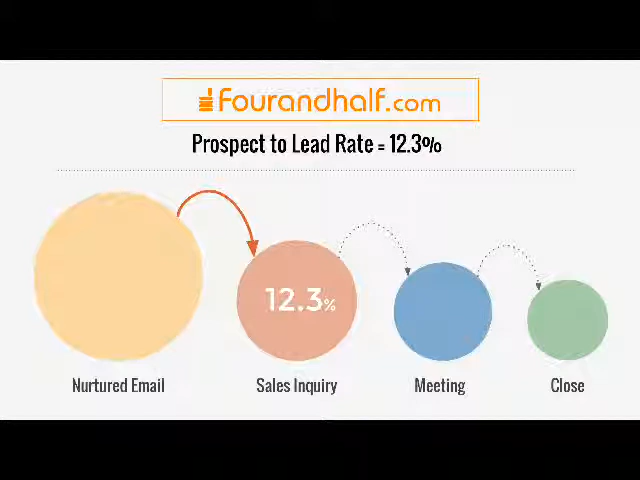 Fourandhalf.com
Prospect to Lead Rate = 12.3%
12.3%
Nurtured Email
Sales Inquiry
Meeting
Close